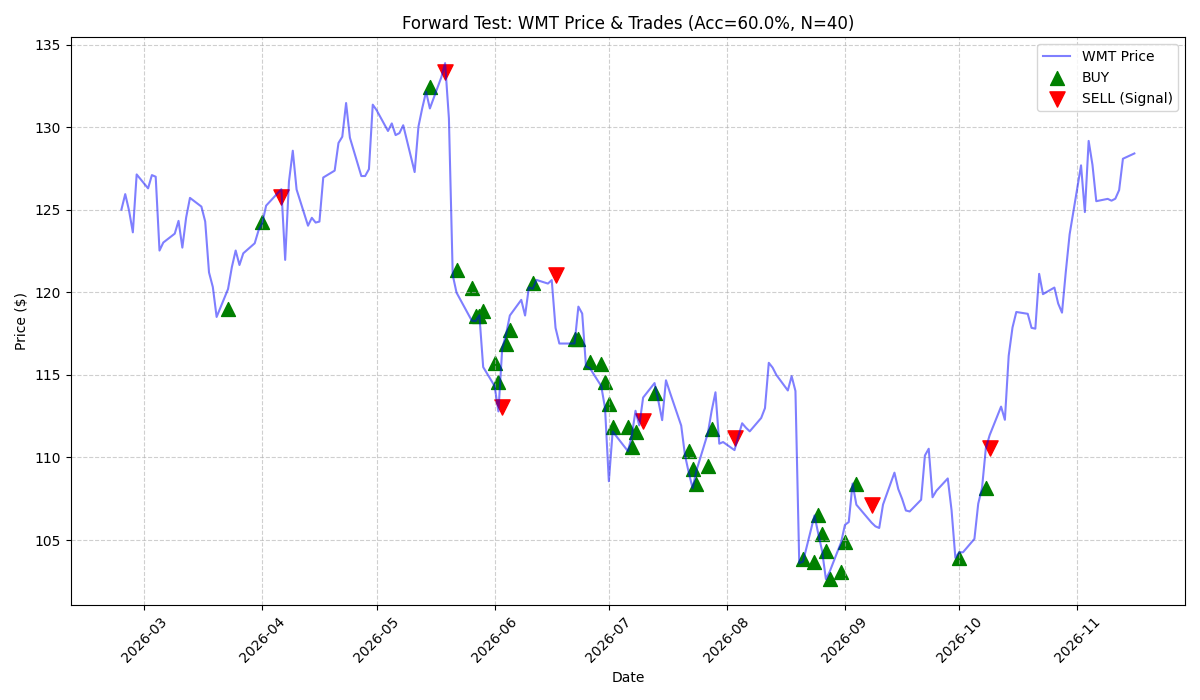 Forward Test: WMT Price & Trades (Acc=60.0%, N=40)
135
130
125
120
115
110
105
Price ($)
WMT Price
BUY
SELL (Signal)
2026-03
2026-04
2026-05
2026-06
2026-07
2026-08
2026-09
2026-10
2026-11
Date